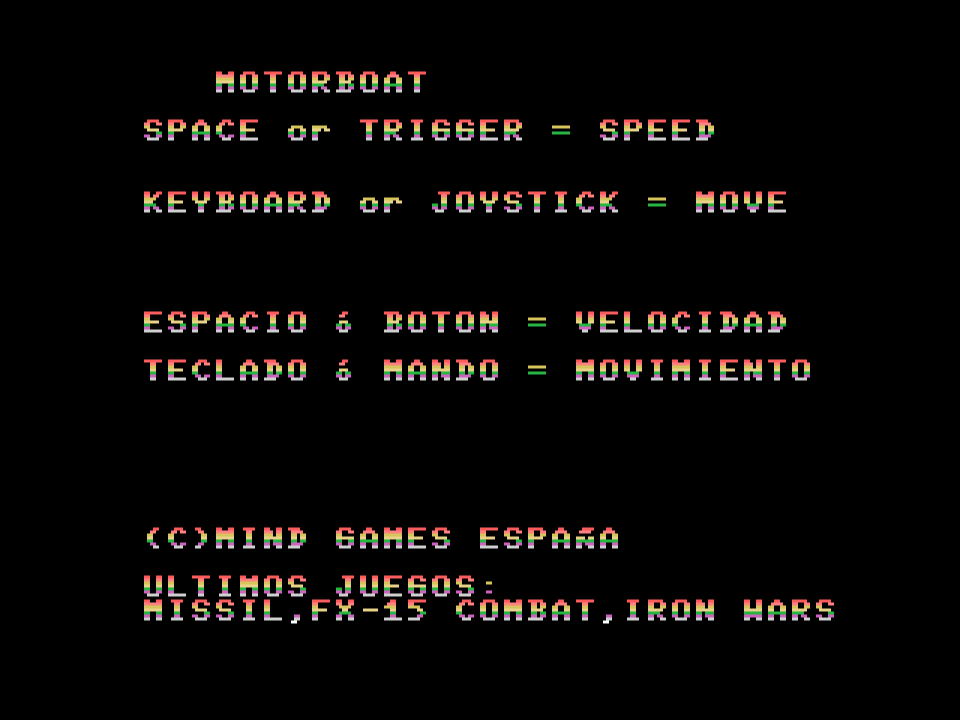 MOTORBOAT
SPACE or TRIGGER = SPEED
KEYBOARD or JOYSTICK = MOVE
ESPACIO ó BOTON = VELOCIDAD
TECLADO ó MANDO = MOVIMIENTO
(C)MIND GAMES ESPAñA
ULTIMOS JUEGOS:
MISSIL,FX-15 COMBAT,IRON WARS